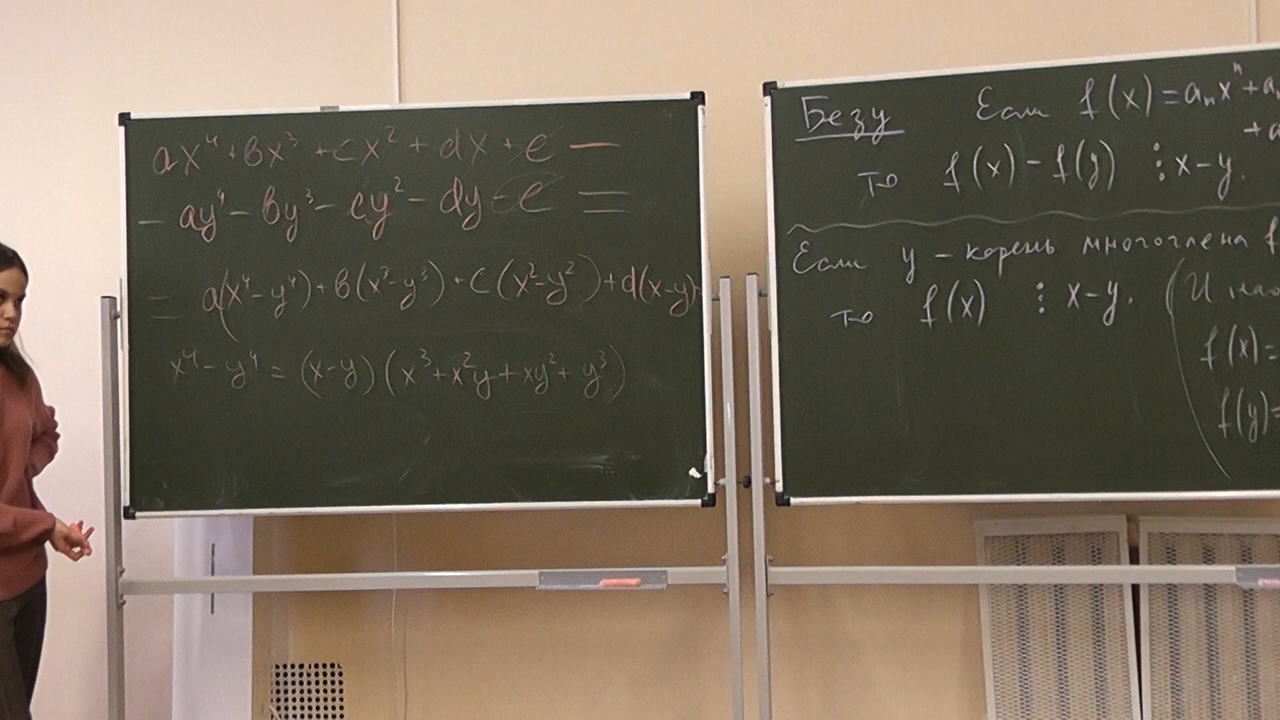 ax⁴ + bx³ + cx² + dx + e −
− ay⁴ − by³ − cy² − dy − e =
= a(x⁴ − y⁴) + b(x³ − y³) + c(x² − y²) + d(x − y)
x⁴ − y⁴ = (x − y)(x³ + x²y + xy² + y³)
Безу Если f(x) = aₙxⁿ +
то f(x) − f(y) ⋮ x − y.
Если y – корень многочлена f
то f(x) ⋮ x − y. (И
f(x) =
f(y) =